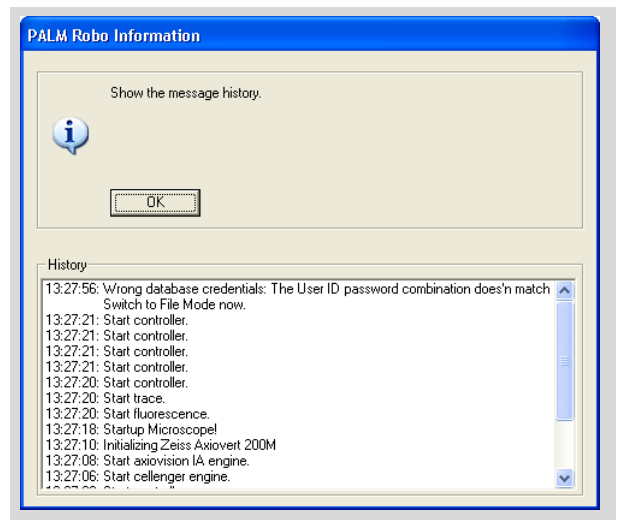 PALM Robo Information
Show the message history.
OK
History
13:27:56: Wrong database credentials: The User ID password combination does'n match
Switch to File Mode now.
13:27:21: Start controller.
13:27:21: Start controller.
13:27:21: Start controller.
13:27:21: Start controller.
13:27:20: Start controller.
13:27:20: Start trace.
13:27:20: Start fluorescence.
13:27:18: Startup Microscope!
13:27:10: Initializing Zeiss Axiovert 200M
13:27:08: Start axiovision IA engine.
13:27:06: Start cellenger engine.